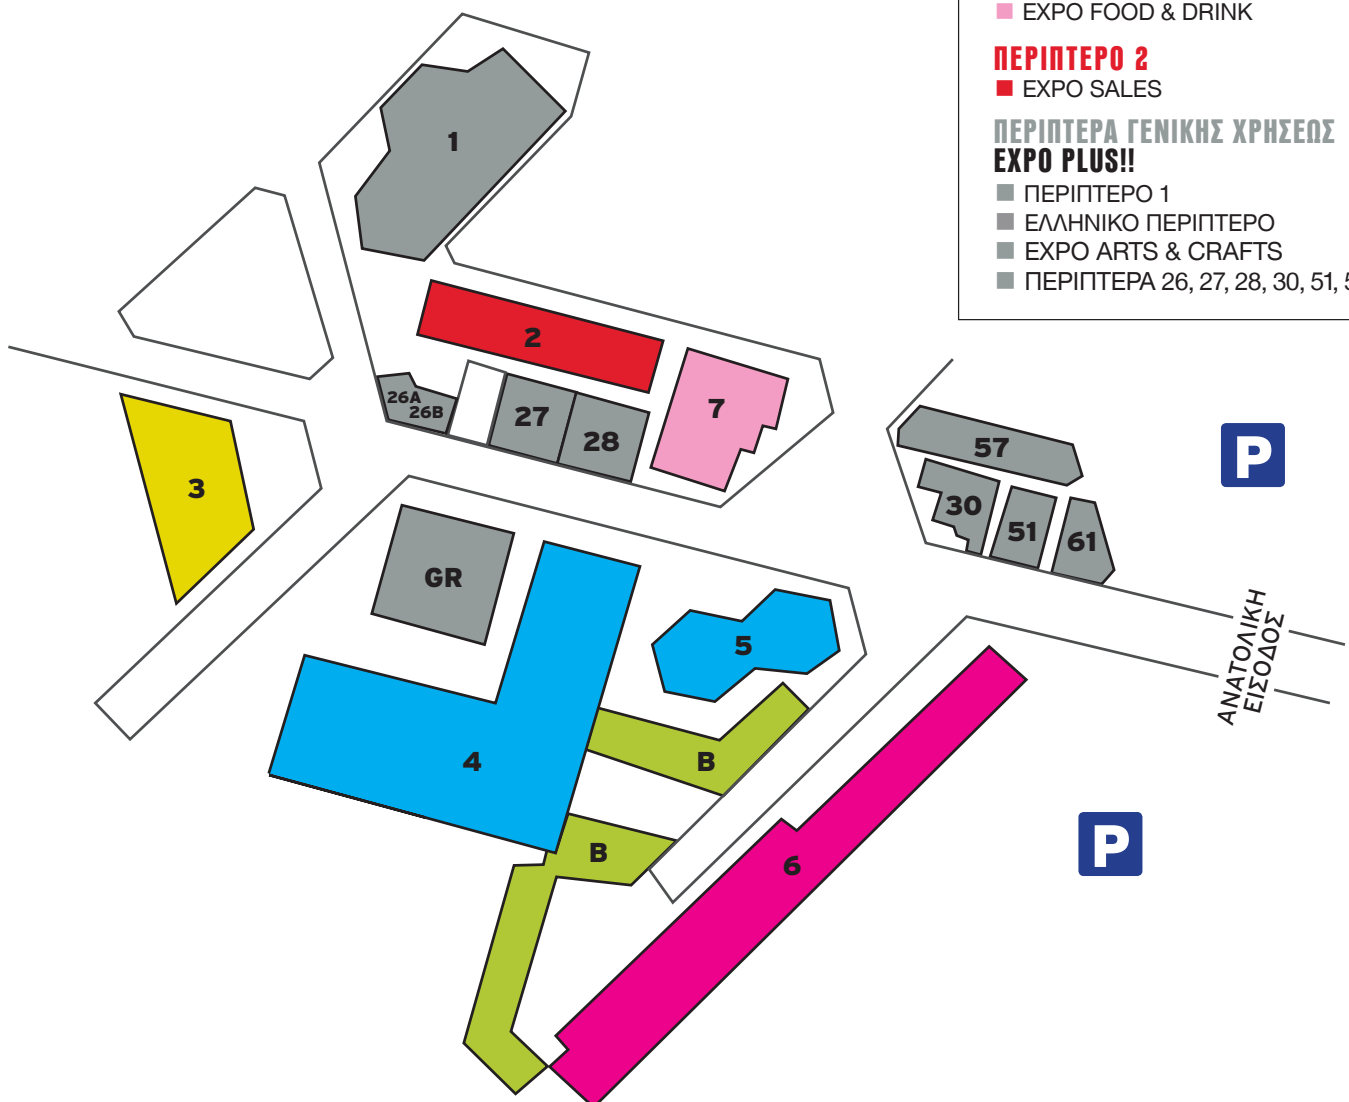 EXPO FOOD & DRINK
ΠΕΡΙΠΤΕΡΟ 2
EXPO SALES
ΠΕΡΙΠΤΕΡΑ ΓΕΝΙΚΗΣ ΧΡΗΣΕΩΣ
EXPO PLUS!!
ΠΕΡΙΠΤΕΡΟ 1
ΕΛΛΗΝΙΚΟ ΠΕΡΙΠΤΕΡΟ
EXPO ARTS & CRAFTS
ΠΕΡΙΠΤΕΡΑ 26, 27, 28, 30, 51,
1
2
26A
26B
27
28
7
3
57
30
51
61
P
GR
5
4
B
B
6
P
ΑΝΑΤΟΛΙΚΗ
ΕΙΣΟΔΟΣ